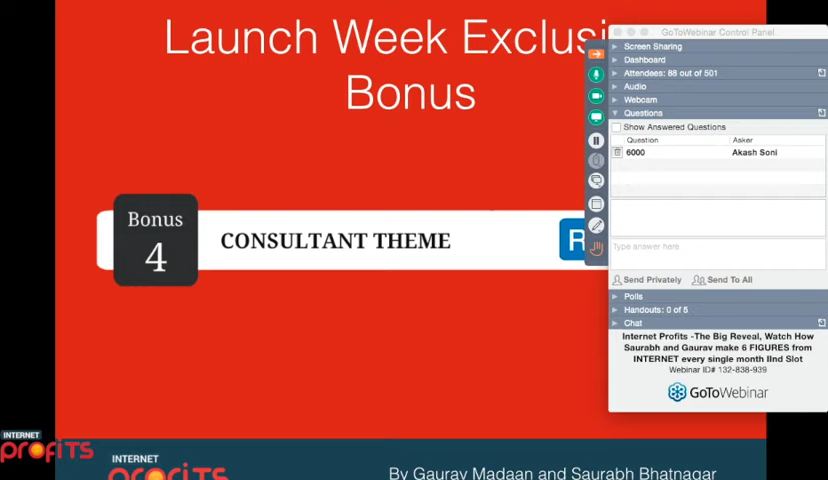 Launch Week Exclusi
Bonus
Bonus
4
CONSULTANT THEME
R
GoToWebinar Control Panel
Screen Sharing
Dashboard
Attendees: 88 out of 501
Audio
Webcam
Questions
Show Answered Questions
Question Asker
6000 Akash Soni
Type answer here
Send Privately Send To All
Polls
Handouts: 0 of 5
Chat
Internet Profits -The Big Reveal, Watch How
Saurabh and Gaurav make 6 FIGURES from
INTERNET every single month IInd Slot
Webinar ID# 132-838-939
GoToWebinar
INTERNET
profits
INTERNET
profits
By Gaurav Madaan and Saurabh Bhatnagar